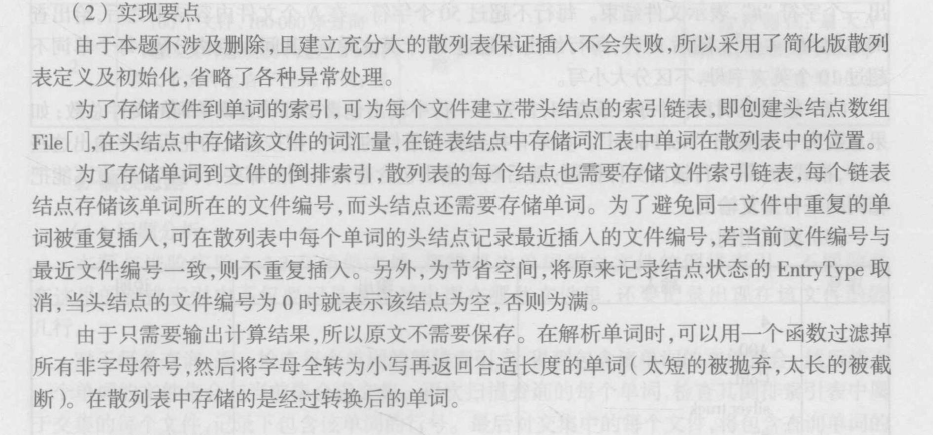 (2)实现要点
由于本题不涉及删除,且建立充分大的散列表保证插入不会失败,所以采用了简化版散列
表定义及初始化,省略了各种异常处理。
为了存储文件到单词的索引,可为每个文件建立带头结点的索引链表,即创建头结点数组
File[],在头结点中存储该文件的词汇量,在链表结点中存储词汇表中单词在散列表中的位置。
为了存储单词到文件的倒排索引,散列表的每个结点也需要存储文件索引链表,每个链表
结点存储该单词所在的文件编号,而头结点还需要存储单词。为了避免同一文件中重复的单
词被重复插入,可在散列表中每个单词的头结点记录最近插入的文件编号,若当前文件编号与
最近文件编号一致,则不重复插入。另外,为节省空间,将原来记录结点状态的 EntryType 取
消,当头结点的文件编号为 0 时就表示该结点为空,否则为满。
由于只需要输出计算结果,所以原文不需要保存。在解析单词时,可以用一个函数过滤掉
所有非字母符号,然后将字母全转为小写再返回合适长度的单词(太短的被抛弃,太长的被截
断)。在散列表中存储的是经过转换后的单词。